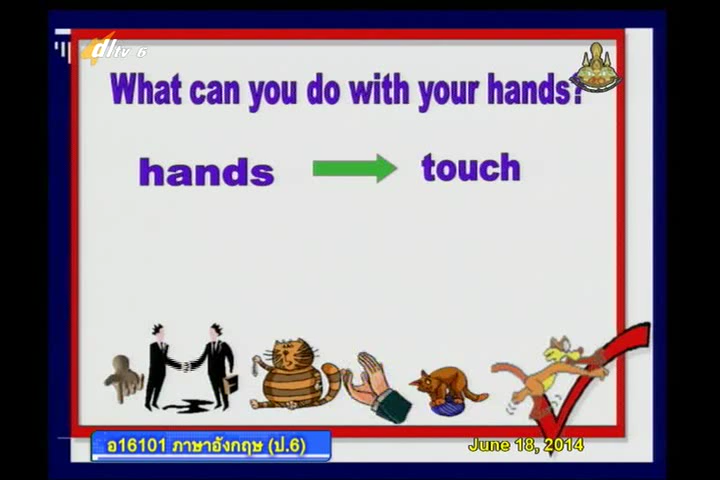 dltv-6
What can you do with your hands?
hands
touch
อ16101 ภาษาอังกฤษ (ป.6)
June 18, 2014